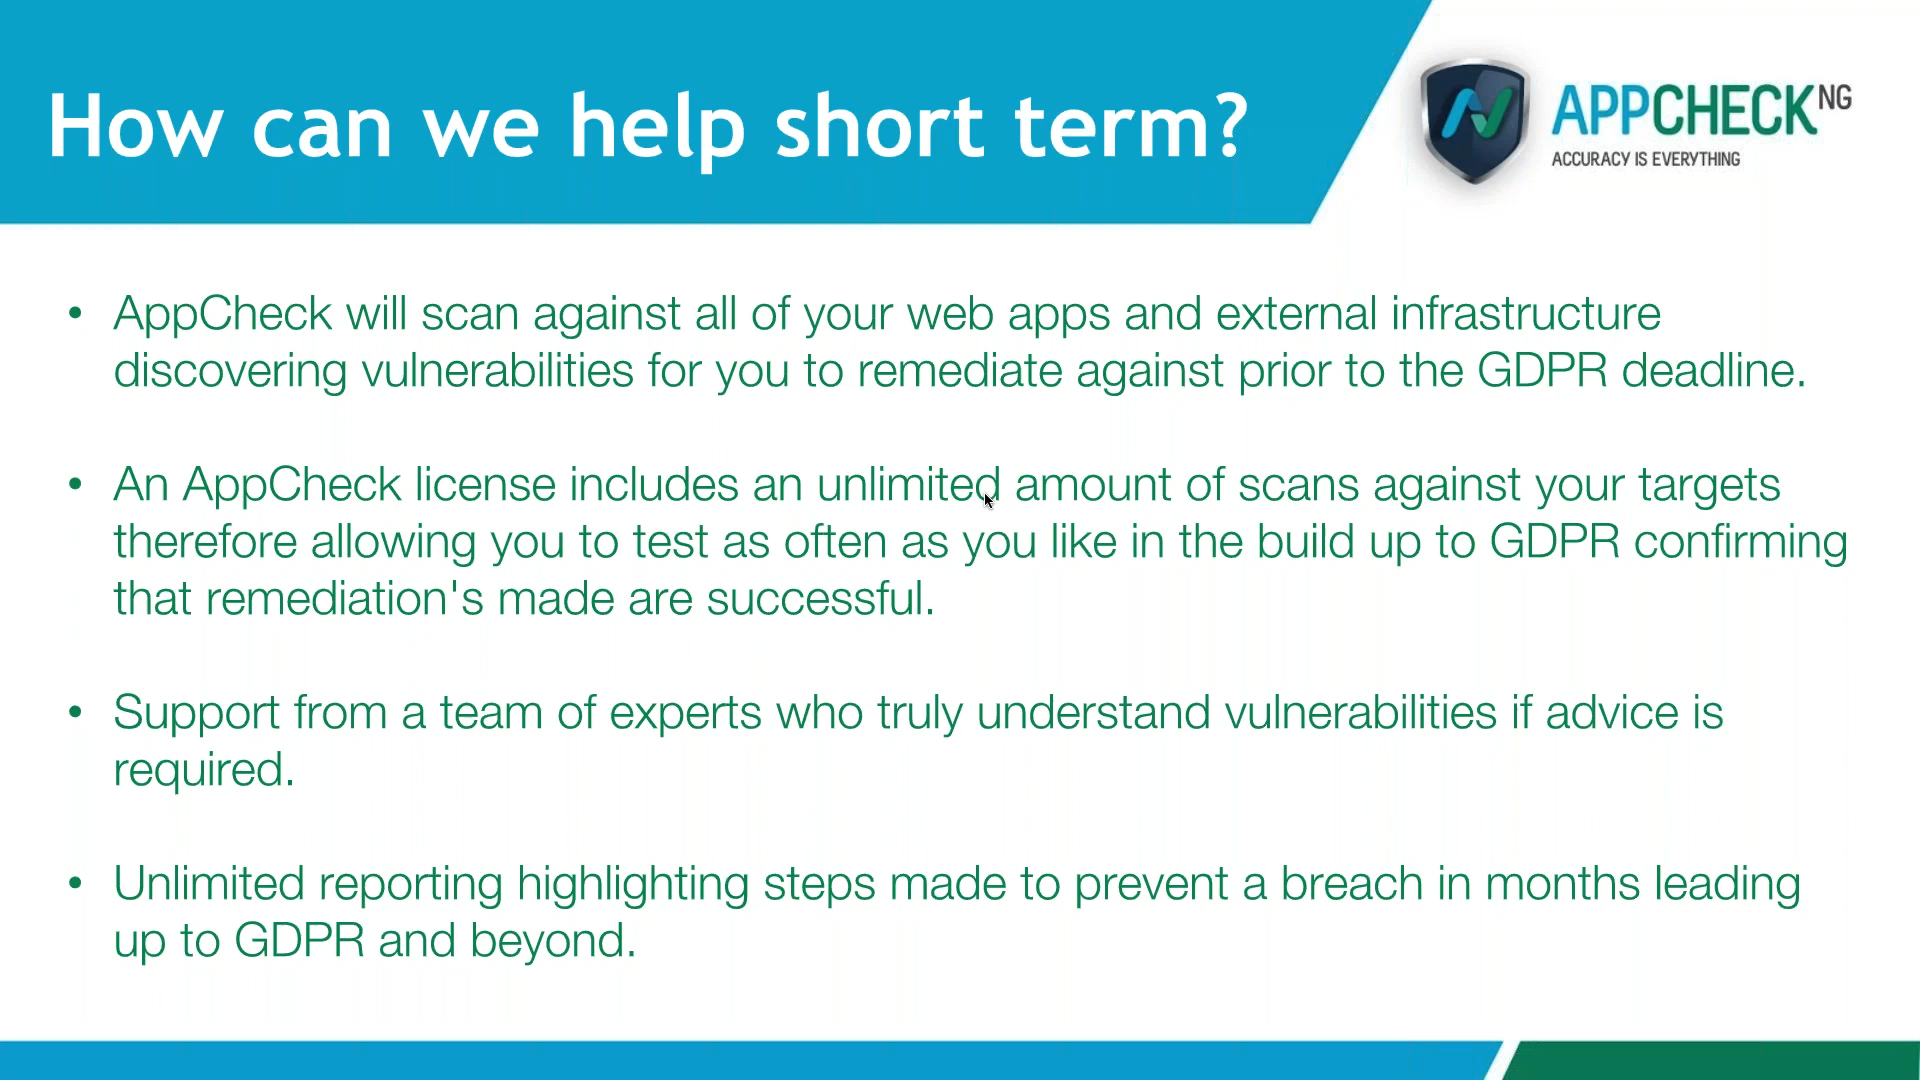 How can we help short term?
APPCHECK NG
ACCURACY IS EVERYTHING
• AppCheck will scan against all of your web apps and external infrastructure
discovering vulnerabilities for you to remediate against prior to the GDPR deadline.
• An AppCheck license includes an unlimited amount of scans against your targets
therefore allowing you to test as often as you like in the build up to GDPR confirming
that remediation's made are successful.
• Support from a team of experts who truly understand vulnerabilities if advice is
required.
• Unlimited reporting highlighting steps made to prevent a breach in months leading
up to GDPR and beyond.